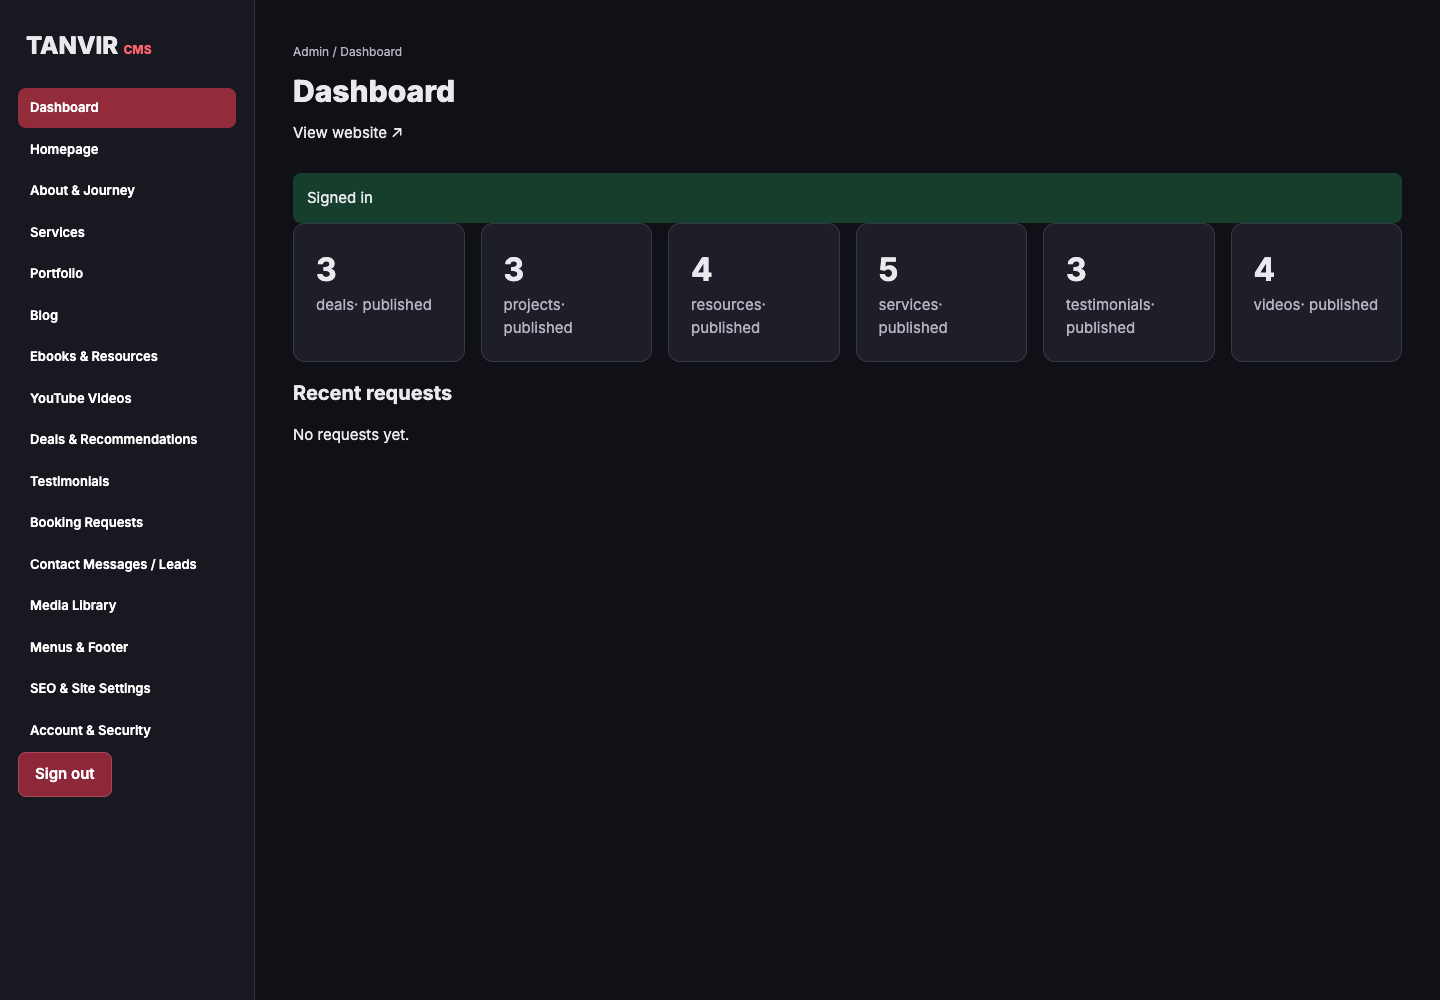 TANVIR CMS
Dashboard
Homepage
About & Journey
Services
Portfolio
Blog
Ebooks & Resources
YouTube Videos
Deals & Recommendations
Testimonials
Booking Requests
Contact Messages / Leads
Media Library
Menus & Footer
SEO & Site Settings
Account & Security
Sign out
Admin / Dashboard
Dashboard
View website ↗
Signed in
3
deals· published
3
projects·
published
4
resources·
published
5
services·
published
3
testimonials·
published
4
videos· published
Recent requests
No requests yet.